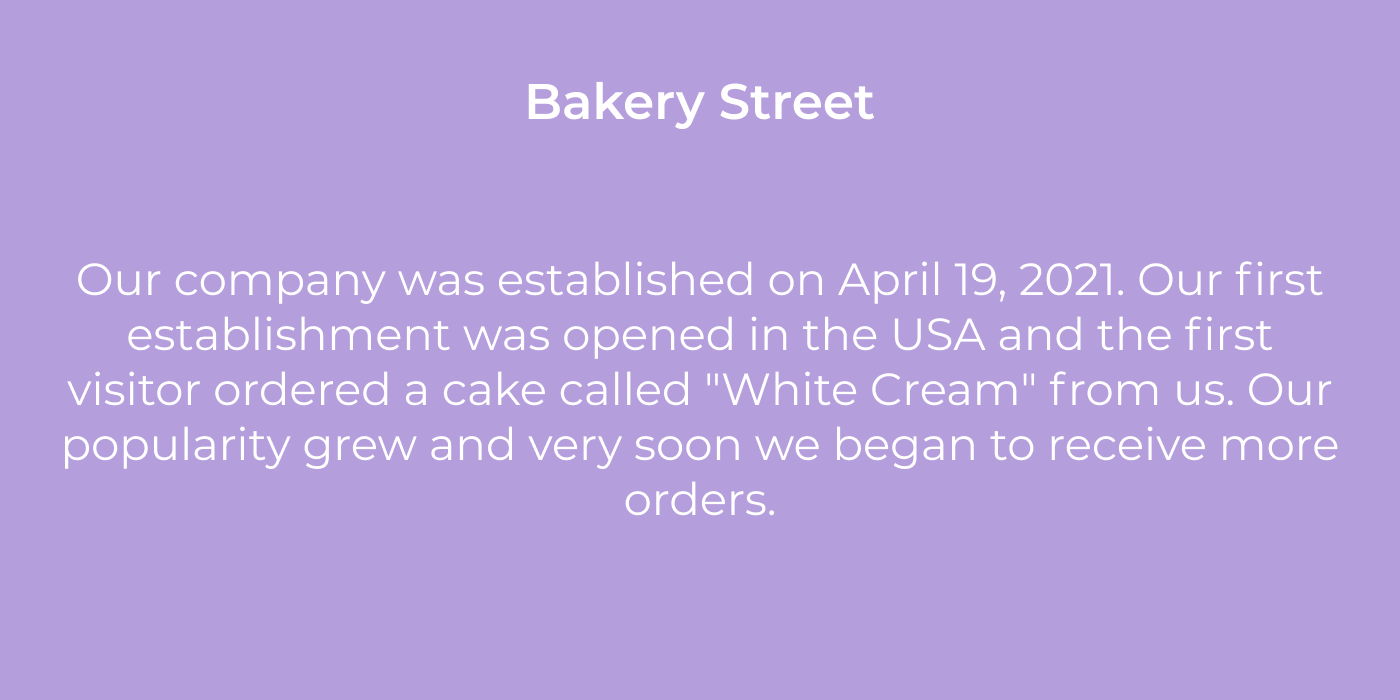 Bakery Street
Our company was established on April 19, 2021. Our first
establishment was opened in the USA and the first
visitor ordered a cake called "White Cream" from us. Our
popularity grew and very soon we began to receive more
orders.